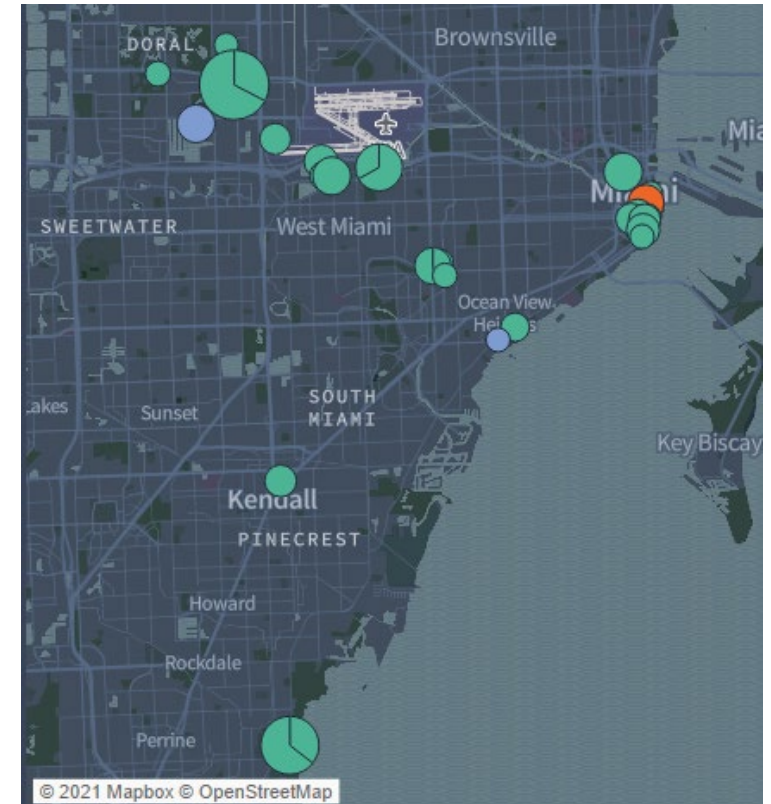 DORAL
Brownsville
Mia
Miami
SWEETWATER
West Miami
Ocean View
Heights
SOUTH
MIAMI
Lakes
Sunset
Key Biscay
Kendall
PINECREST
Howard
Rockdale
Perrine
© 2021 Mapbox © OpenStreetMap